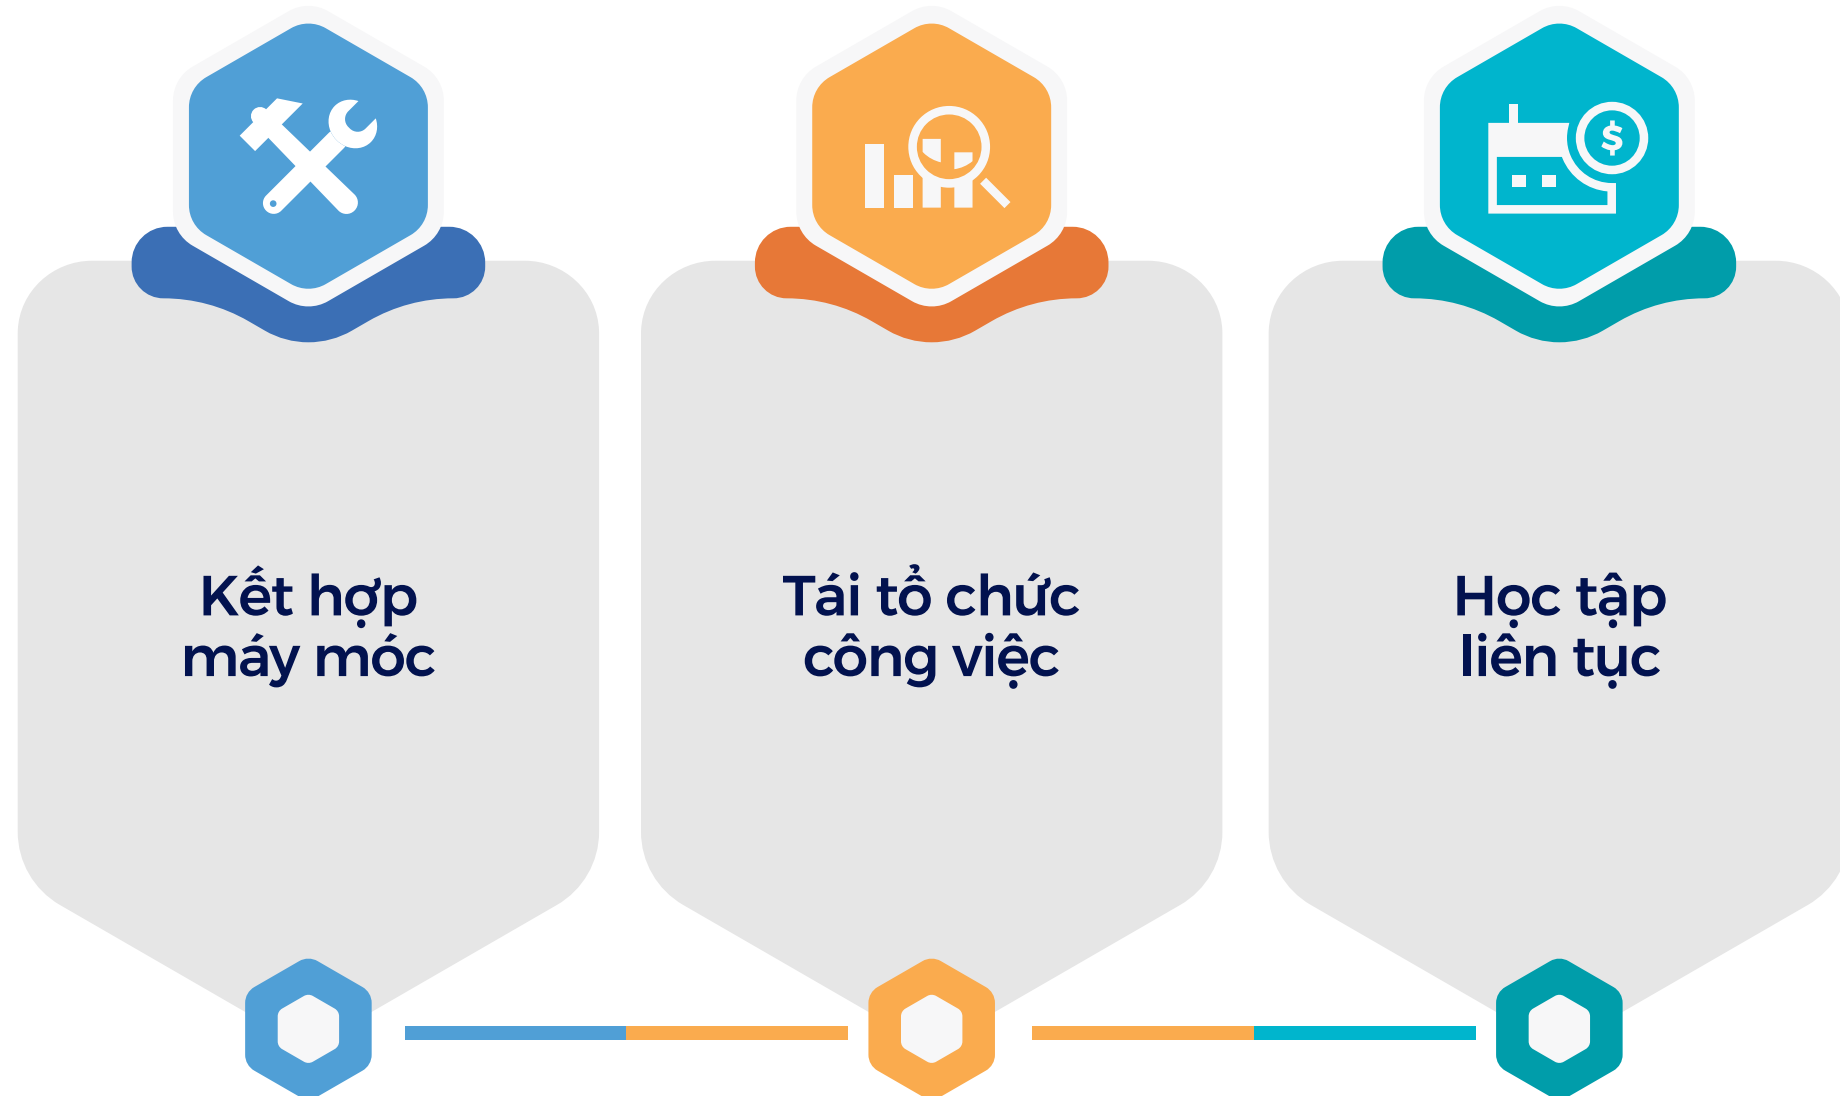 Kết hợp
máy móc
Tái tổ chức
công việc
Học tập
liên tục
$